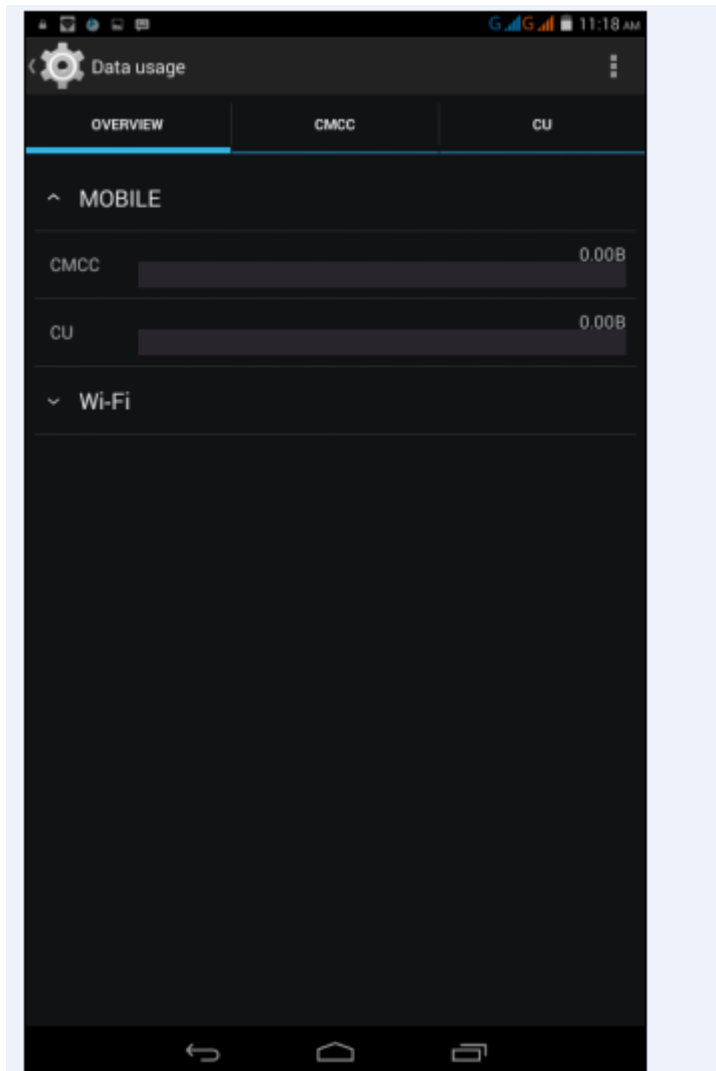 G G 11:18 AM
Data usage
OVERVIEW CMCC CU
MOBILE
0.00B
CMCC
0.00B
CU
Wi-Fi